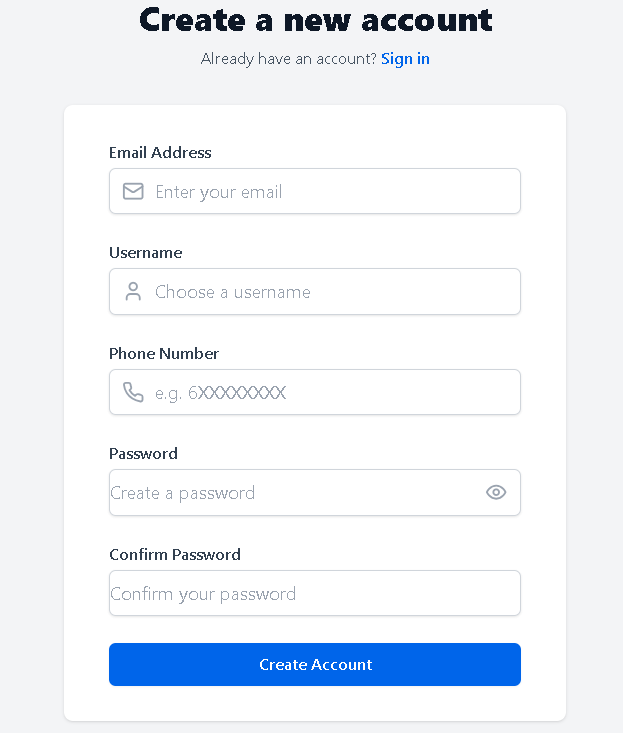 Create a new account
Already have an account? Sign in
Email Address
Enter your email
Username
Choose a username
Phone Number
e.g. 6XXXXXXXX
Password
Create a password
Confirm Password
Confirm your password
Create Account